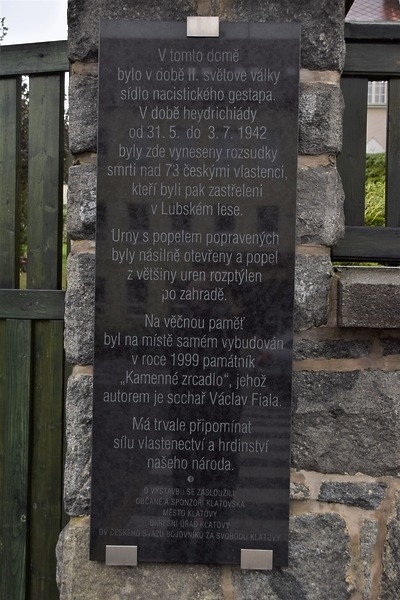 V tomto domě
bylo v době II. světové války
sídlo nacistického gestapa.
V době heydrichiády
od 31. 5. do 3. 7. 1942
byly zde vyneseny rozsudky
smrti nad 73 českými vlastenci,
kteří byli pak zastřeleni
v Lubském lese.
Urny s popelem popravených
byly násilně otevřeny a popel
z většiny uren rozptýlen
po zahradě.
Na věčnou paměť
byl na místě samém vybudován
v roce 1999 památník
„Kamenné zrcadlo“, jehož
autorem je sochař Václav Fiala.
Má trvale připomínat
sílu vlastenectví a hrdinství
našeho národa.
O VÝSTAVBU SE ZASLOUŽILI
OBČANÉ A SPONZOŘI KLATOVSKA
MĚSTO KLATOVY
OKRESNÍ ÚŘAD KLATOVY
OV ČESKÉHO SVAZU BOJOVNÍKŮ ZA SVOBODU KLATOVY